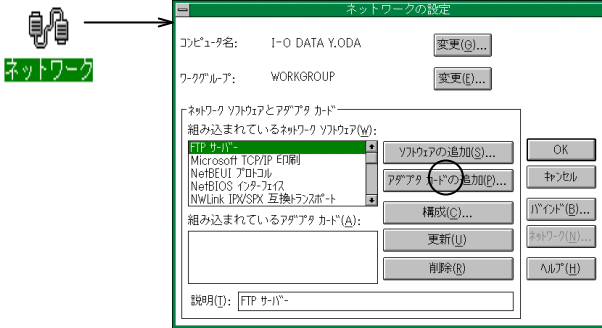 ネットワーク
ネットワークの設定
コンピュータ名:
I-O DATA Y.ODA
変更(G)...
ワークグループ:
WORKGROUP
変更(E)...
ネットワーク ソフトウェアとアダプタ カード
組み込まれているネットワーク ソフトウェア(W):
FTP サーバー
Microsoft TCP/IP 印刷
NetBEUI プロトコル
NetBIOS インターフェイス
NWLink IPX/SPX 互換トランスポート
ソフトウェアの追加(S)...
アダプタ カードの追加(P)...
構成(C)...
更新(U)
削除(R)
組み込まれているアダプタ カード(A):
説明(T):
FTP サーバー
OK
キャンセル
バインド(B)...
ネットワーク(N)...
ヘルプ(H)